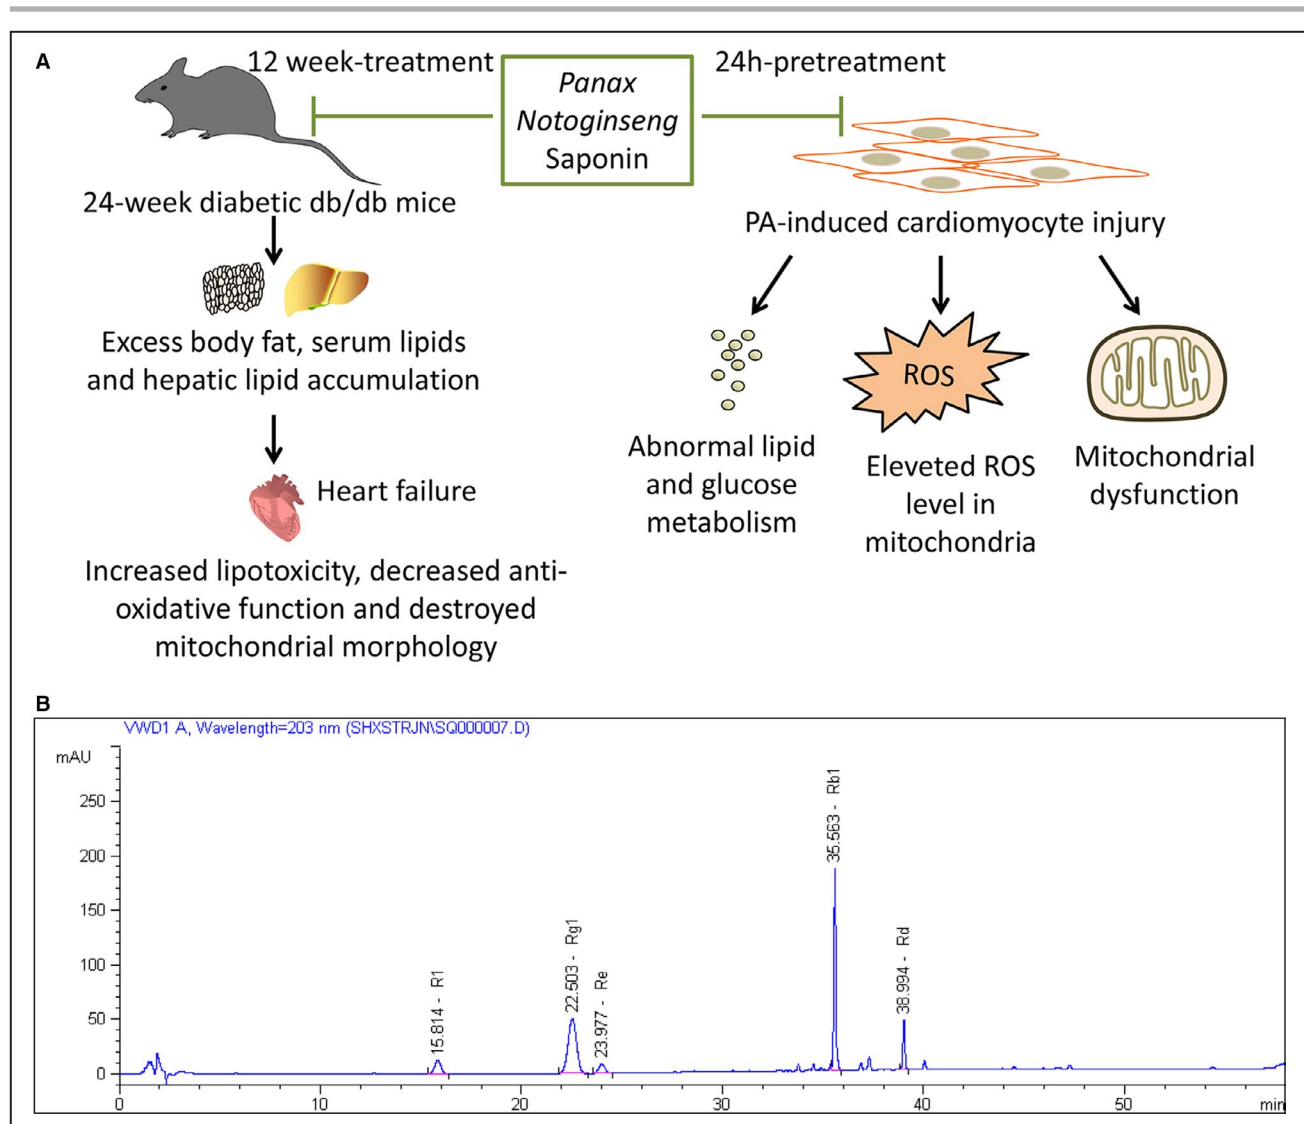 A
12 week-treatment
Panax
Notoginseng
Saponin
24h-pretreatment
24-week diabetic db/db mice
Excess body fat, serum lipids
and hepatic lipid accumulation
Heart failure
Increased lipotoxicity, decreased anti-
oxidative function and destroyed
mitochondrial morphology
PA-induced cardiomyocyte injury
Abnormal lipid
and glucose
metabolism
ROS
Eleveted ROS
level in
mitochondria
Mitochondrial
dysfunction
B
VWD1 A, Wavelength=203 nm (SHXSTRJN\SQ000007.D)
mAU
250
200
150
100
50
0
15.814 - R1
22.503 - Rg1
23.977 - Re
35.563 - Rb1
38.994 - Rd
0
10
20
30
40
50
min